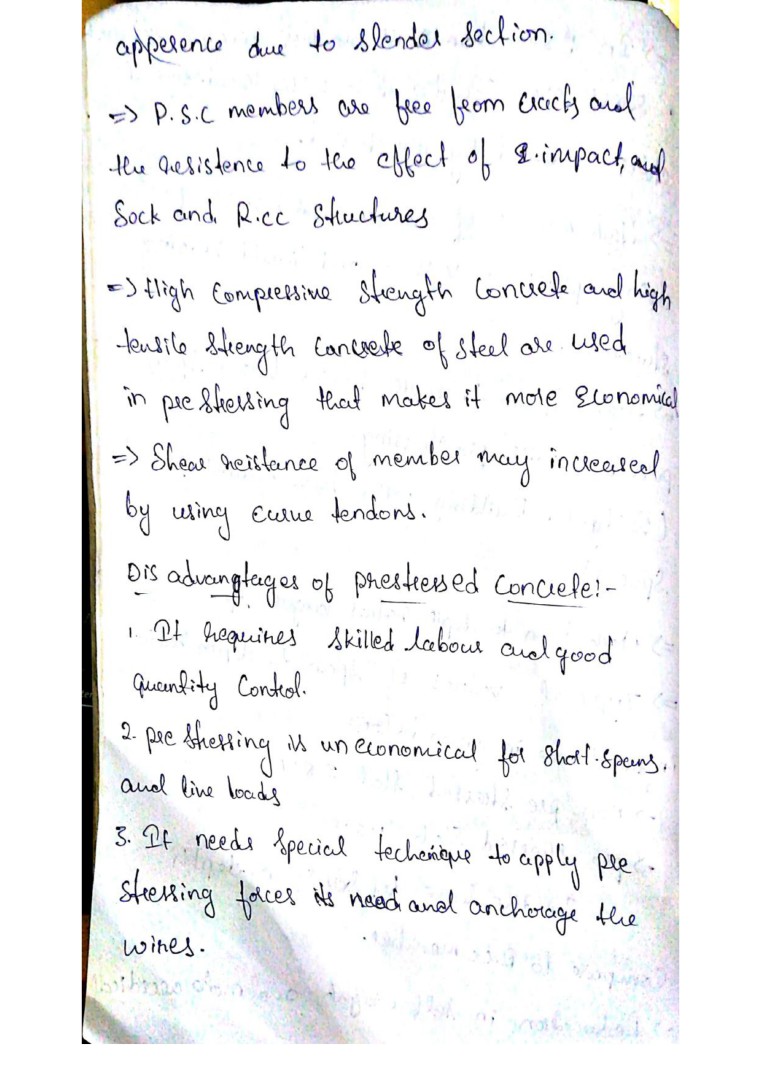 apperence due to slender section.
=> P.S.C members are free from cracks and
the resistence to the effect of impact, and
Sock and R.cc Structures
=> High Compressive strength Concrete and high
tensile strength concrete of steel are used
in pre stressing that makes it more Economical
=> Shear reistance of member may increased
by using curve tendons.
Dis advangtages of prestressed Concrete:-
1. It requires skilled labour and good
Quantity Control.
2. pre stressing is un economical for short spans.
and live loads
3. It needs special techenique to apply pre
stressing forces its need and anchorage the
wires.